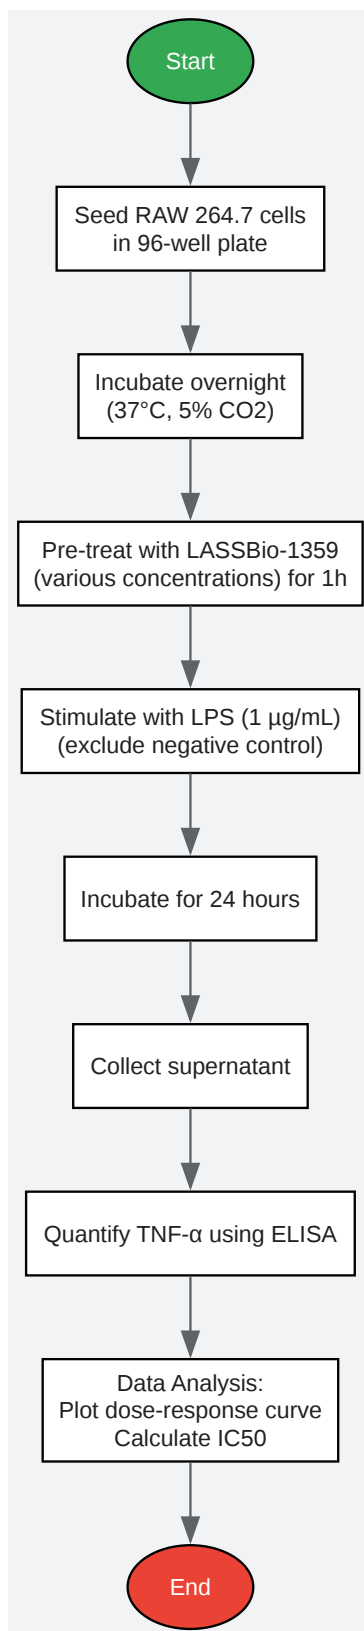 Start
Seed RAW 264.7 cells
in 96-well plate
Incubate overnight
(37°C, 5% CO2)
Pre-treat with LASSBio-1359
(various concentrations) for 1h
Stimulate with LPS (1 µg/mL)
(exclude negative control)
Incubate for 24 hours
Collect supernatant
Quantify TNF-α using ELISA
Data Analysis:
Plot dose-response curve
Calculate IC50
End